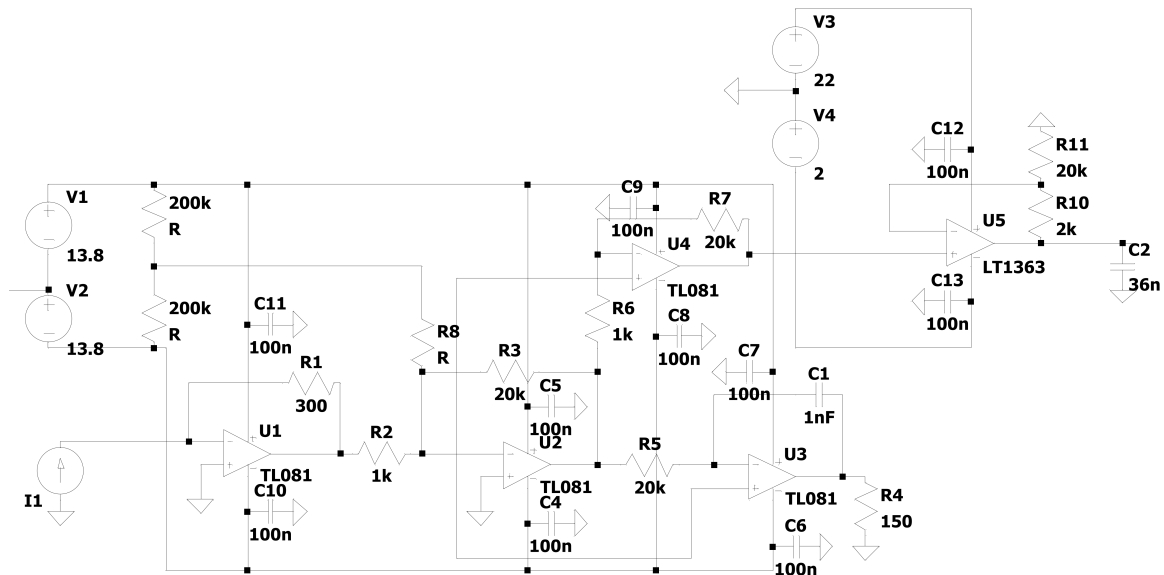 V3
22
V4
2
C12
100n
R11
20k
R10
2k
U5
LT1363
C13
100n
C2
36n
V1
13.8
V2
13.8
200k
R
200k
R
C11
100n
R1
300
U1
TL081
C10
100n
I1
R2
1k
R8
R
R3
20k
C5
100n
U2
TL081
C4
100n
C9
100n
R7
20k
U4
TL081
R6
1k
C8
100n
R5
20k
C7
100n
C1
1nF
U3
TL081
R4
150
C6
100n